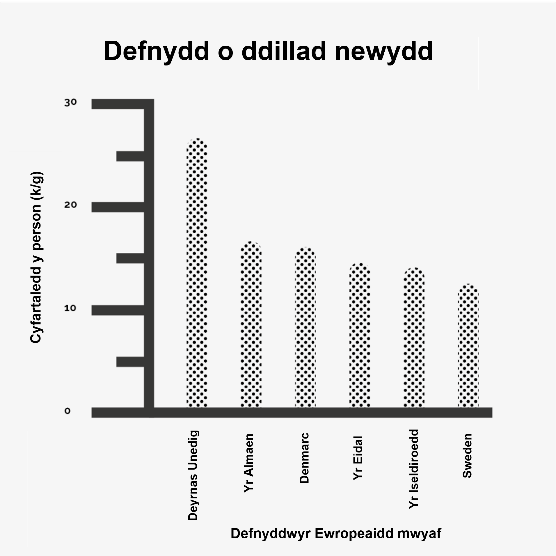 Defnydd o ddillad newydd
Cyfartaledd y person (k/g)
30
20
10
0
Deyrnas Unedig
Yr Almaen
Denmarc
Yr Eidal
Yr Iseldiroedd
Sweden
Defnyddwyr Ewropeaidd mwyaf